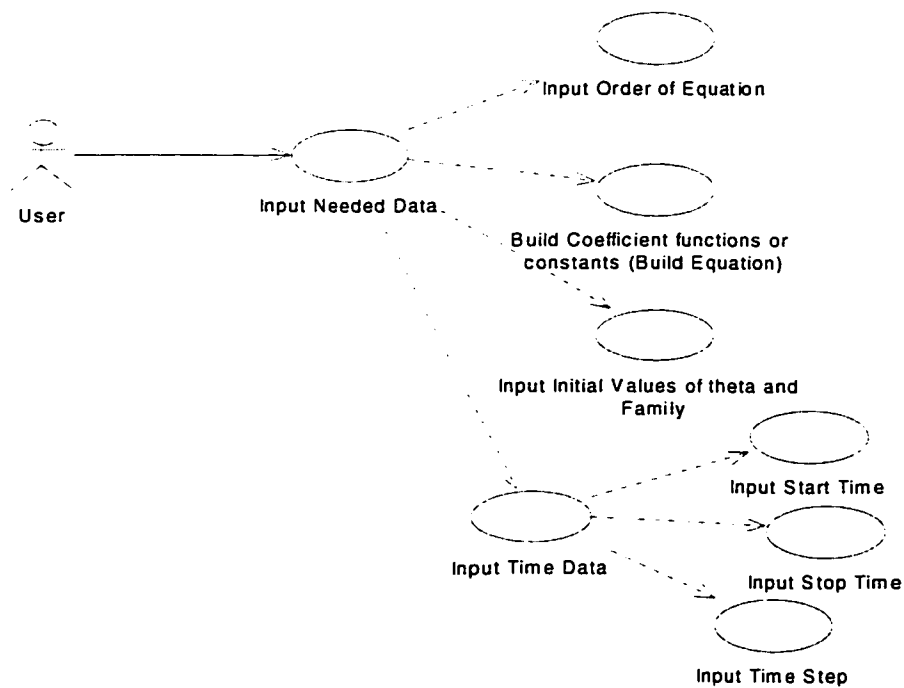 Input Order of Equation
User
Input Needed Data
Build Coefficient functions or
constants (Build Equation)
Input Initial Values of theta and
Family
Input Start Time
Input Time Data
Input Stop Time
Input Time Step